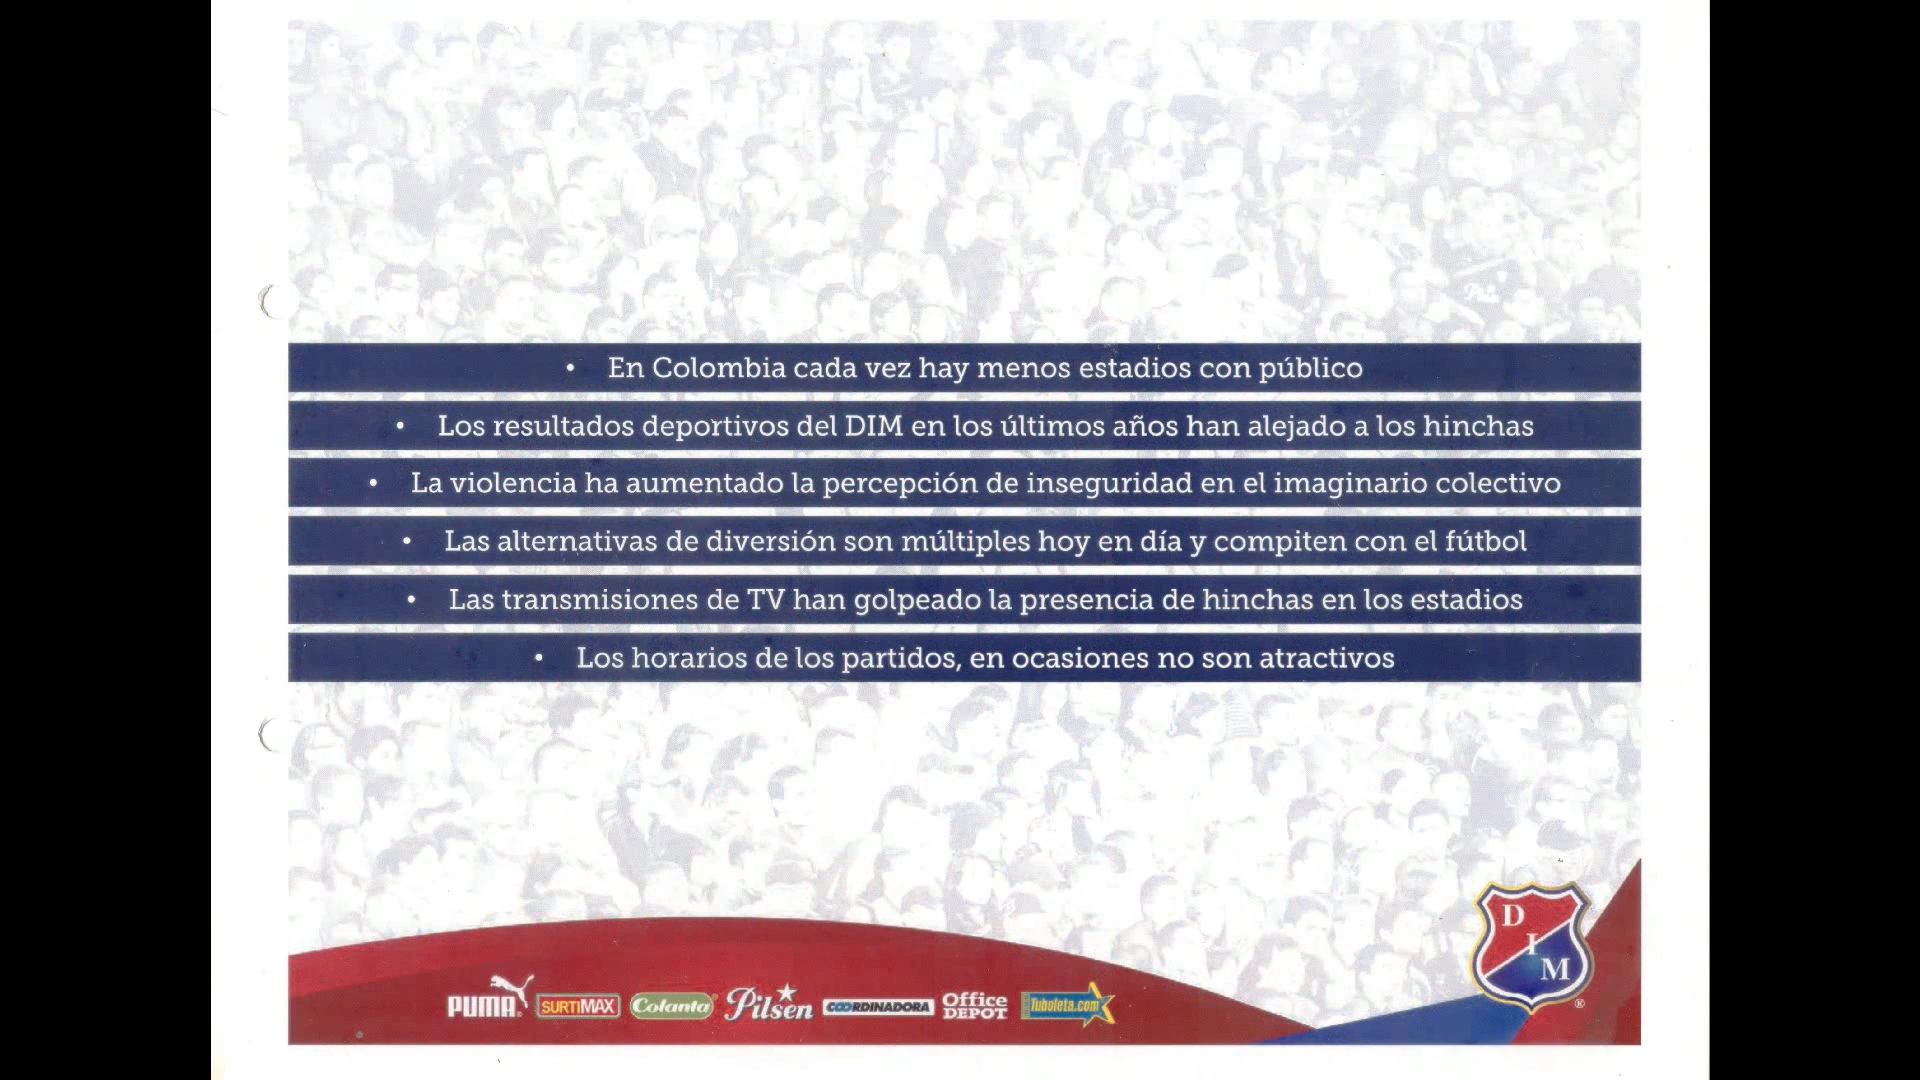 • En Colombia cada vez hay menos estadios con público
• Los resultados deportivos del DIM en los últimos años han alejado a los hinchas
• La violencia ha aumentado la percepción de inseguridad en el imaginario colectivo
• Las alternativas de diversión son múltiples hoy en día y compiten con el fútbol
• Las transmisiones de TV han golpeado la presencia de hinchas en los estadios
• Los horarios de los partidos, en ocasiones no son atractivos
D
I
M
®
PUMA® SURTIMAX Colanta® Pilsen COORDINADORA Office DEPOT Tuboleta.com